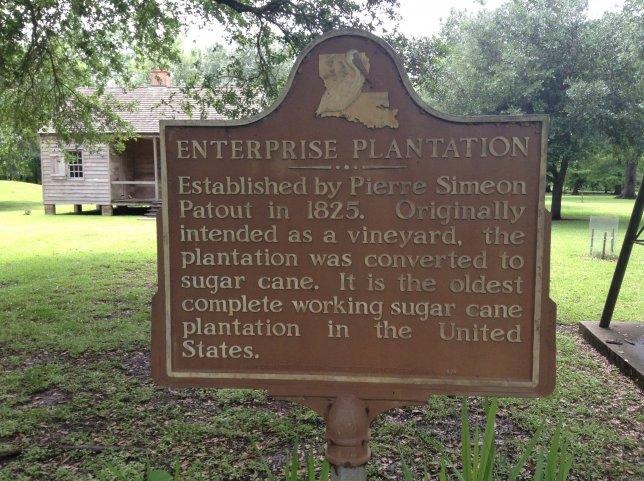 ENTERPRISE PLANTATION
Established by Pierre Simeon
Patout in 1825. Originally
intended as a vineyard, the
plantation was converted to
sugar cane. It is the oldest
complete working sugar cane
plantation in the United
States.